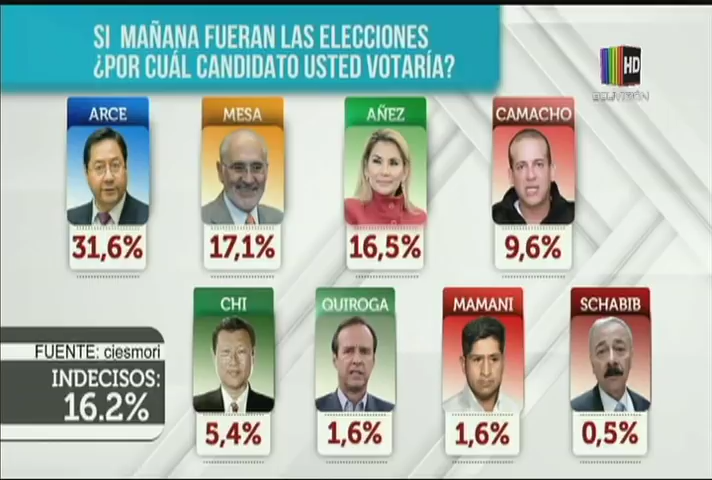 SI MAÑANA FUERAN LAS ELECCIONES
¿POR CUÁL CANDIDATO USTED VOTARÍA?
HD
BOLIVISIÓN
ARCE MESA AÑEZ CAMACHO
31,6% 17,1% 16,5% 9,6%
CHI QUIROGA MAMANI SCHABIB
5,4% 1,6% 1,6% 0,5%
FUENTE: ciesmori
INDECISOS:
16.2%